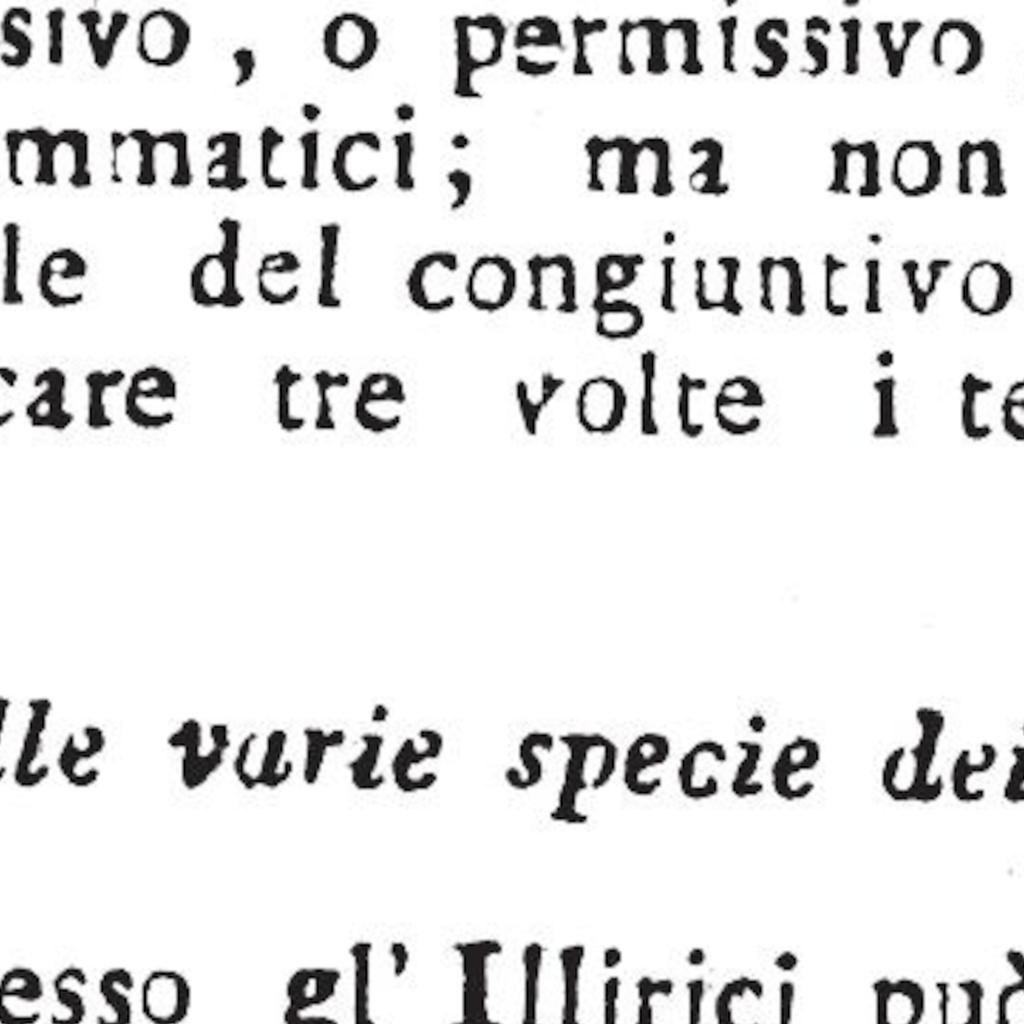 sivo, o permissivo
mmatici; ma non
le del congiuntivo
care tre volte i te
lle varie specie dei
esso gl' Illirici può